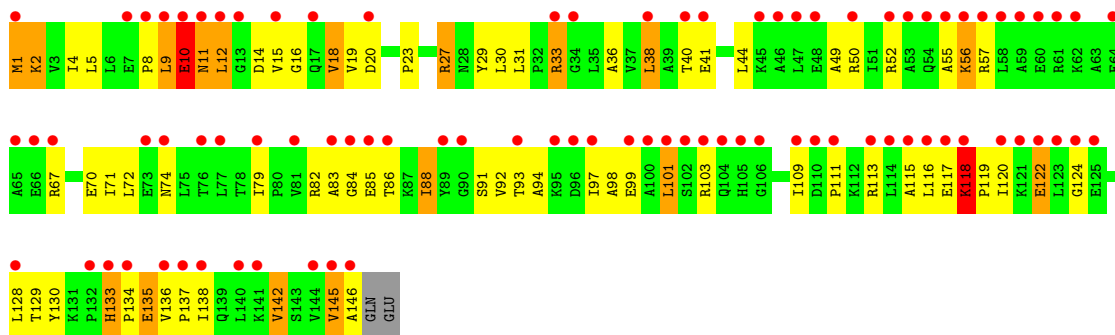 M1 K2 V3 I4 L5 L6 E7 P8 L9 E10 N11 L12 G13 D14 V15 G16 Q17 V18 V19 D20 P23 R27 N28 Y29 L30 L31 P32 R33 G34 L35 A36 V37 L38 A39 T40 E41 L44 K45 A46 L47 E48 A49 R50 I51 R52 A53 Q54 A55 K56 R57 L58 A59 E60 R61 K62 A63 E64
A65 E66 R67 E70 I71 L72 E73 N74 L75 T76 L77 T78 I79 P80 V81 R82 A83 G84 E85 T86 K87 I88 Y89 G90 S91 V92 T93 A94 K95 D96 I97 A98 E99 A100 L101 S102 R103 Q104 H105 G106 I109 D110 P111 K112 R113 L114 A115 L116 E117 K118 P119 I120 K121 E122 L123 G124 E125
L128 T129 Y130 K131 P132 H133 P134 E135 V136 P137 I138 Q139 L140 K141 V142 S143 V144 V145 A146 GLN GLU